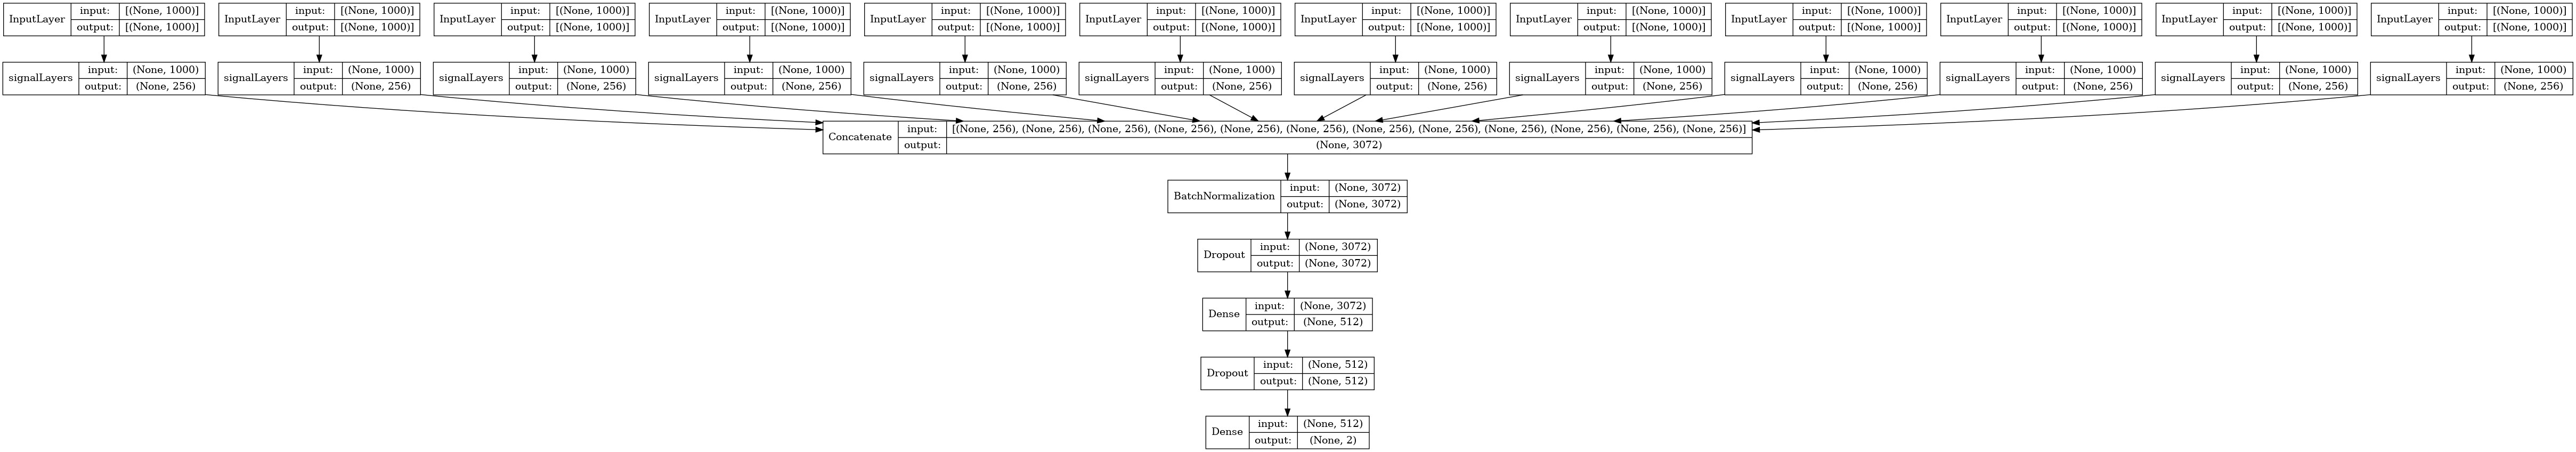 InputLayer input: [(None, 1000)] output: [(None, 1000)]
InputLayer input: [(None, 1000)] output: [(None, 1000)]
InputLayer input: [(None, 1000)] output: [(None, 1000)]
InputLayer input: [(None, 1000)] output: [(None, 1000)]
InputLayer input: [(None, 1000)] output: [(None, 1000)]
InputLayer input: [(None, 1000)] output: [(None, 1000)]
InputLayer input: [(None, 1000)] output: [(None, 1000)]
InputLayer input: [(None, 1000)] output: [(None, 1000)]
InputLayer input: [(None, 1000)] output: [(None, 1000)]
InputLayer input: [(None, 1000)] output: [(None, 1000)]
InputLayer input: [(None, 1000)] output: [(None, 1000)]
InputLayer input: [(None, 1000)] output: [(None, 1000)]
signalLayers input: (None, 1000) output: (None, 256)
signalLayers input: (None, 1000) output: (None, 256)
signalLayers input: (None, 1000) output: (None, 256)
signalLayers input: (None, 1000) output: (None, 256)
signalLayers input: (None, 1000) output: (None, 256)
signalLayers input: (None, 1000) output: (None, 256)
signalLayers input: (None, 1000) output: (None, 256)
signalLayers input: (None, 1000) output: (None, 256)
signalLayers input: (None, 1000) output: (None, 256)
signalLayers input: (None, 1000) output: (None, 256)
signalLayers input: (None, 1000) output: (None, 256)
signalLayers input: (None, 1000) output: (None, 256)
Concatenate input: [(None, 256), (None, 256), (None, 256), (None, 256), (None, 256), (None, 256), (None, 256), (None, 256), (None, 256), (None, 256), (None, 256), (None, 256)]
output: (None, 3072)
BatchNormalization input: (None, 3072)
output: (None, 3072)
Dropout input: (None, 3072)
output: (None, 3072)
Dense input: (None, 3072)
output: (None, 512)
Dropout input: (None, 512)
output: (None, 512)
Dense input: (None, 512)
output: (None, 2)